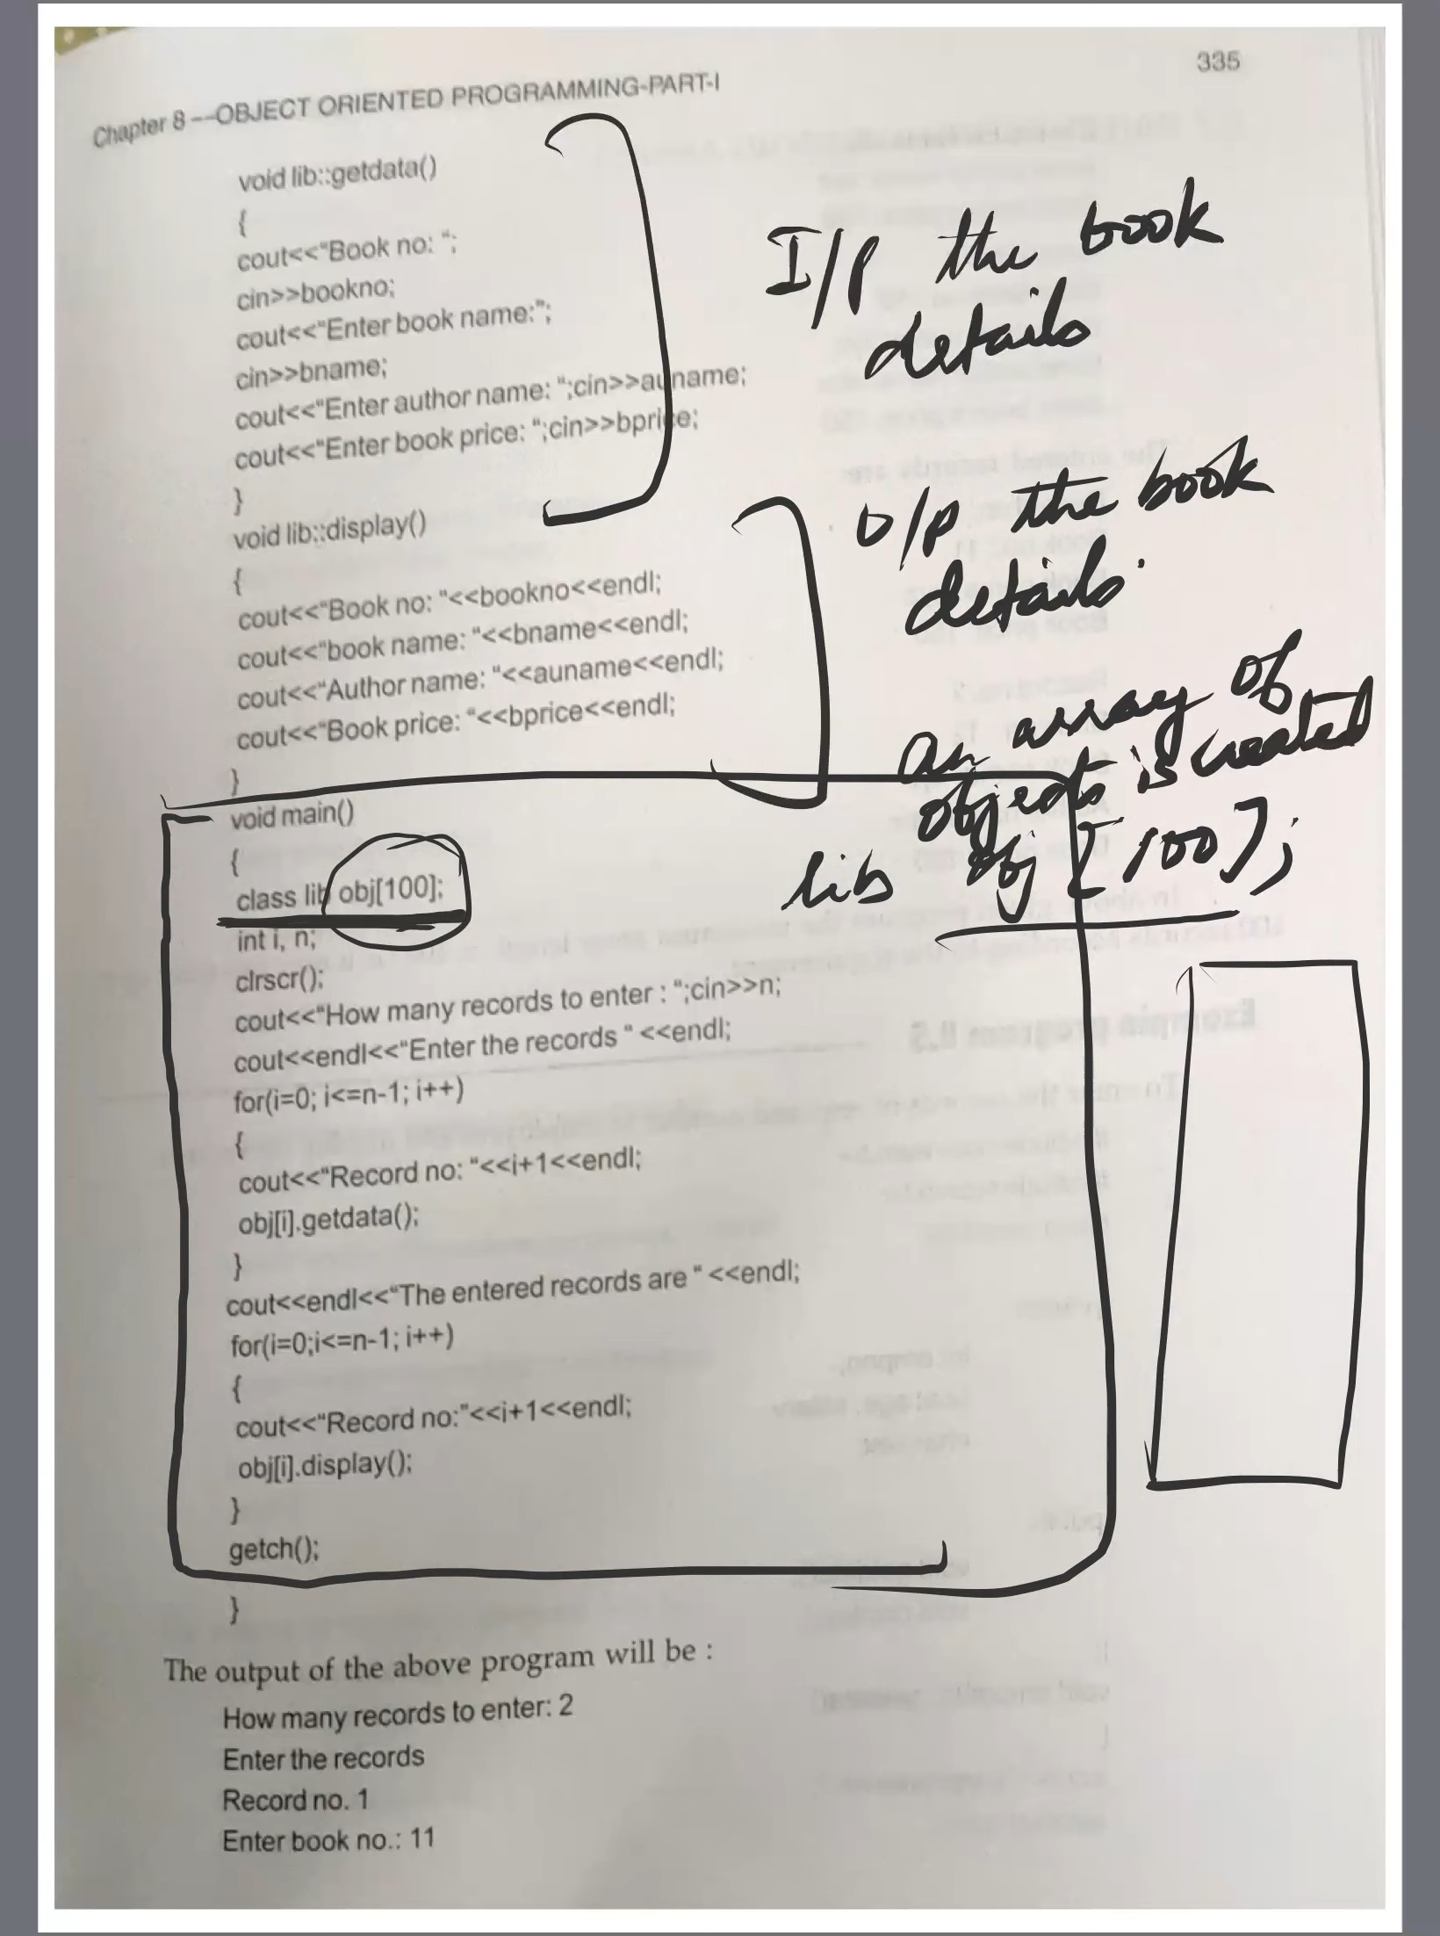 335
Chapter 8 —OBJECT ORIENTED PROGRAMMING-PART-I
void lib::getdata()
{
cout<<“Book no: “;
cin>>bookno;
cout<<“Enter book name:”;
cin>>bname;
cout<<“Enter author name: “;cin>>auname;
cout<<“Enter book price: “;cin>>bprice;
}
I/p the book
details
void lib::display()
{
cout<<“Book no: “<<bookno<<endl;
cout<<“book name: “<<bname<<endl;
cout<<“Author name: “<<auname<<endl;
cout<<“Book price: “<<bprice<<endl;
}
O/p the book
details.
void main()
{
class lib obj[100];
an array of
objects is created
lib obj [100];
int i, n;
clrscr();
cout<<“How many records to enter : “;cin>>n;
cout<<endl<<“Enter the records “ <<endl;
for(i=0; i<=n-1; i++)
{
cout<<“Record no: “<<i+1<<endl;
obj[i].getdata();
}
cout<<endl<<“The entered records are “ <<endl;
for(i=0;i<=n-1; i++)
{
cout<<“Record no:”<<i+1<<endl;
obj[i].display();
}
getch();
}
The output of the above program will be :
How many records to enter: 2
Enter the records
Record no. 1
Enter book no.: 11